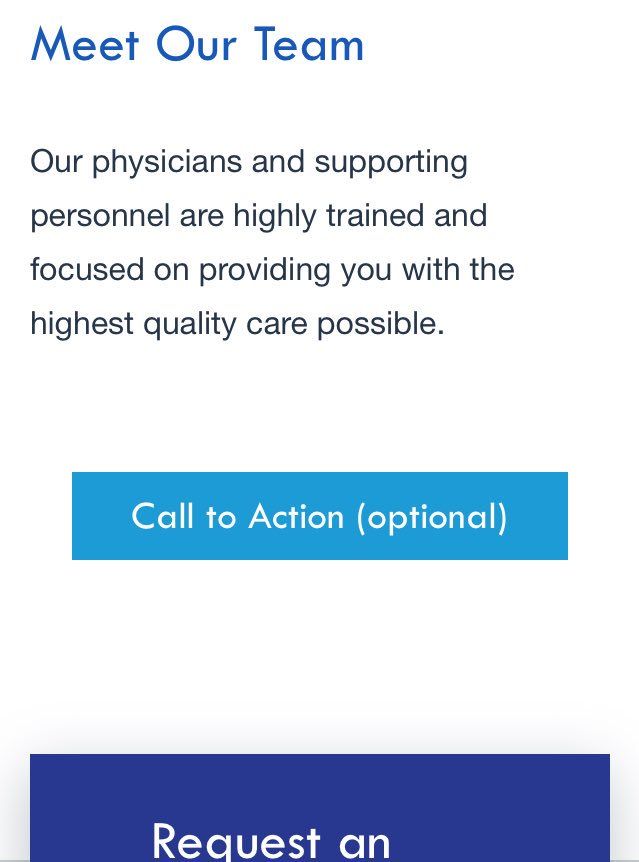 Meet Our Team
Our physicians and supporting
personnel are highly trained and
focused on providing you with the
highest quality care possible.
Call to Action (optional)
Request an